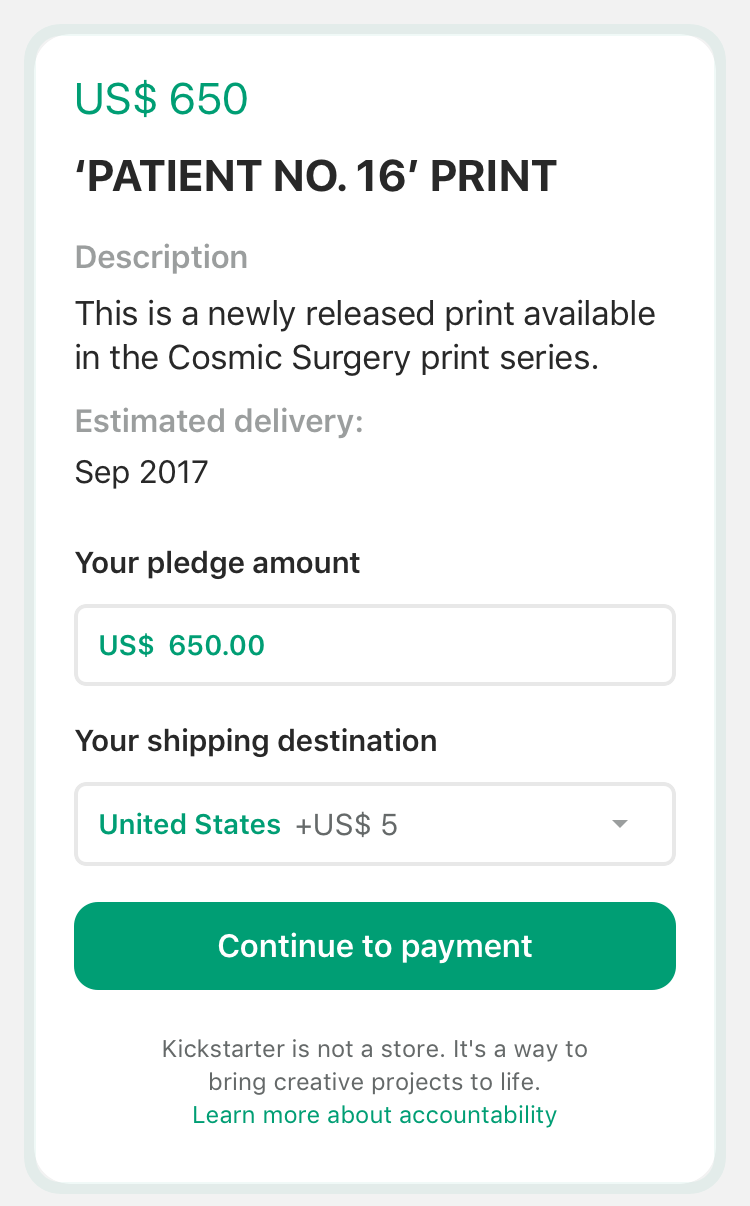 US$ 650
‘PATIENT NO. 16’ PRINT
Description
This is a newly released print available
in the Cosmic Surgery print series.
Estimated delivery:
Sep 2017
Your pledge amount
US$ 650.00
Your shipping destination
United States +US$ 5
Continue to payment
Kickstarter is not a store. It's a way to
bring creative projects to life.
Learn more about accountability